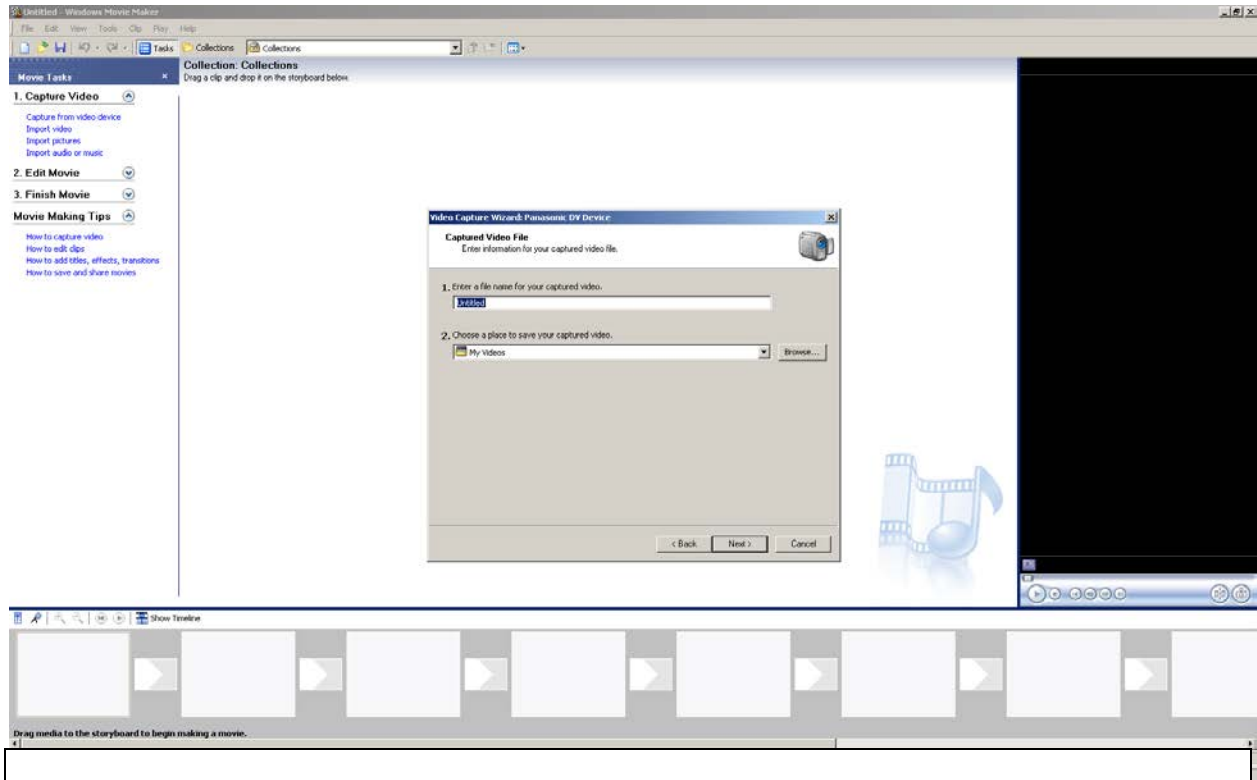 Untitled - Windows Movie Maker
File Edit View Tools Clip Play Help
Tasks Collections Collections
Movie Tasks
Collection: Collections
Drag a clip and drop it on the storyboard below.
1. Capture Video
Capture from video device
Import video
Import pictures
Import audio or music
2. Edit Movie
3. Finish Movie
Movie Making Tips
How to capture video
How to edit clips
How to add titles, effects, transitions
How to save and share movies
Video Capture Wizard: Panasonic DV Device
Captured Video File
Enter information for your captured video file.
1. Enter a file name for your captured video.
Untitled
2. Choose a place to save your captured video.
My Videos Browse...
< Back Next > Cancel
Show Timeline
Drag media to the storyboard to begin making a movie.